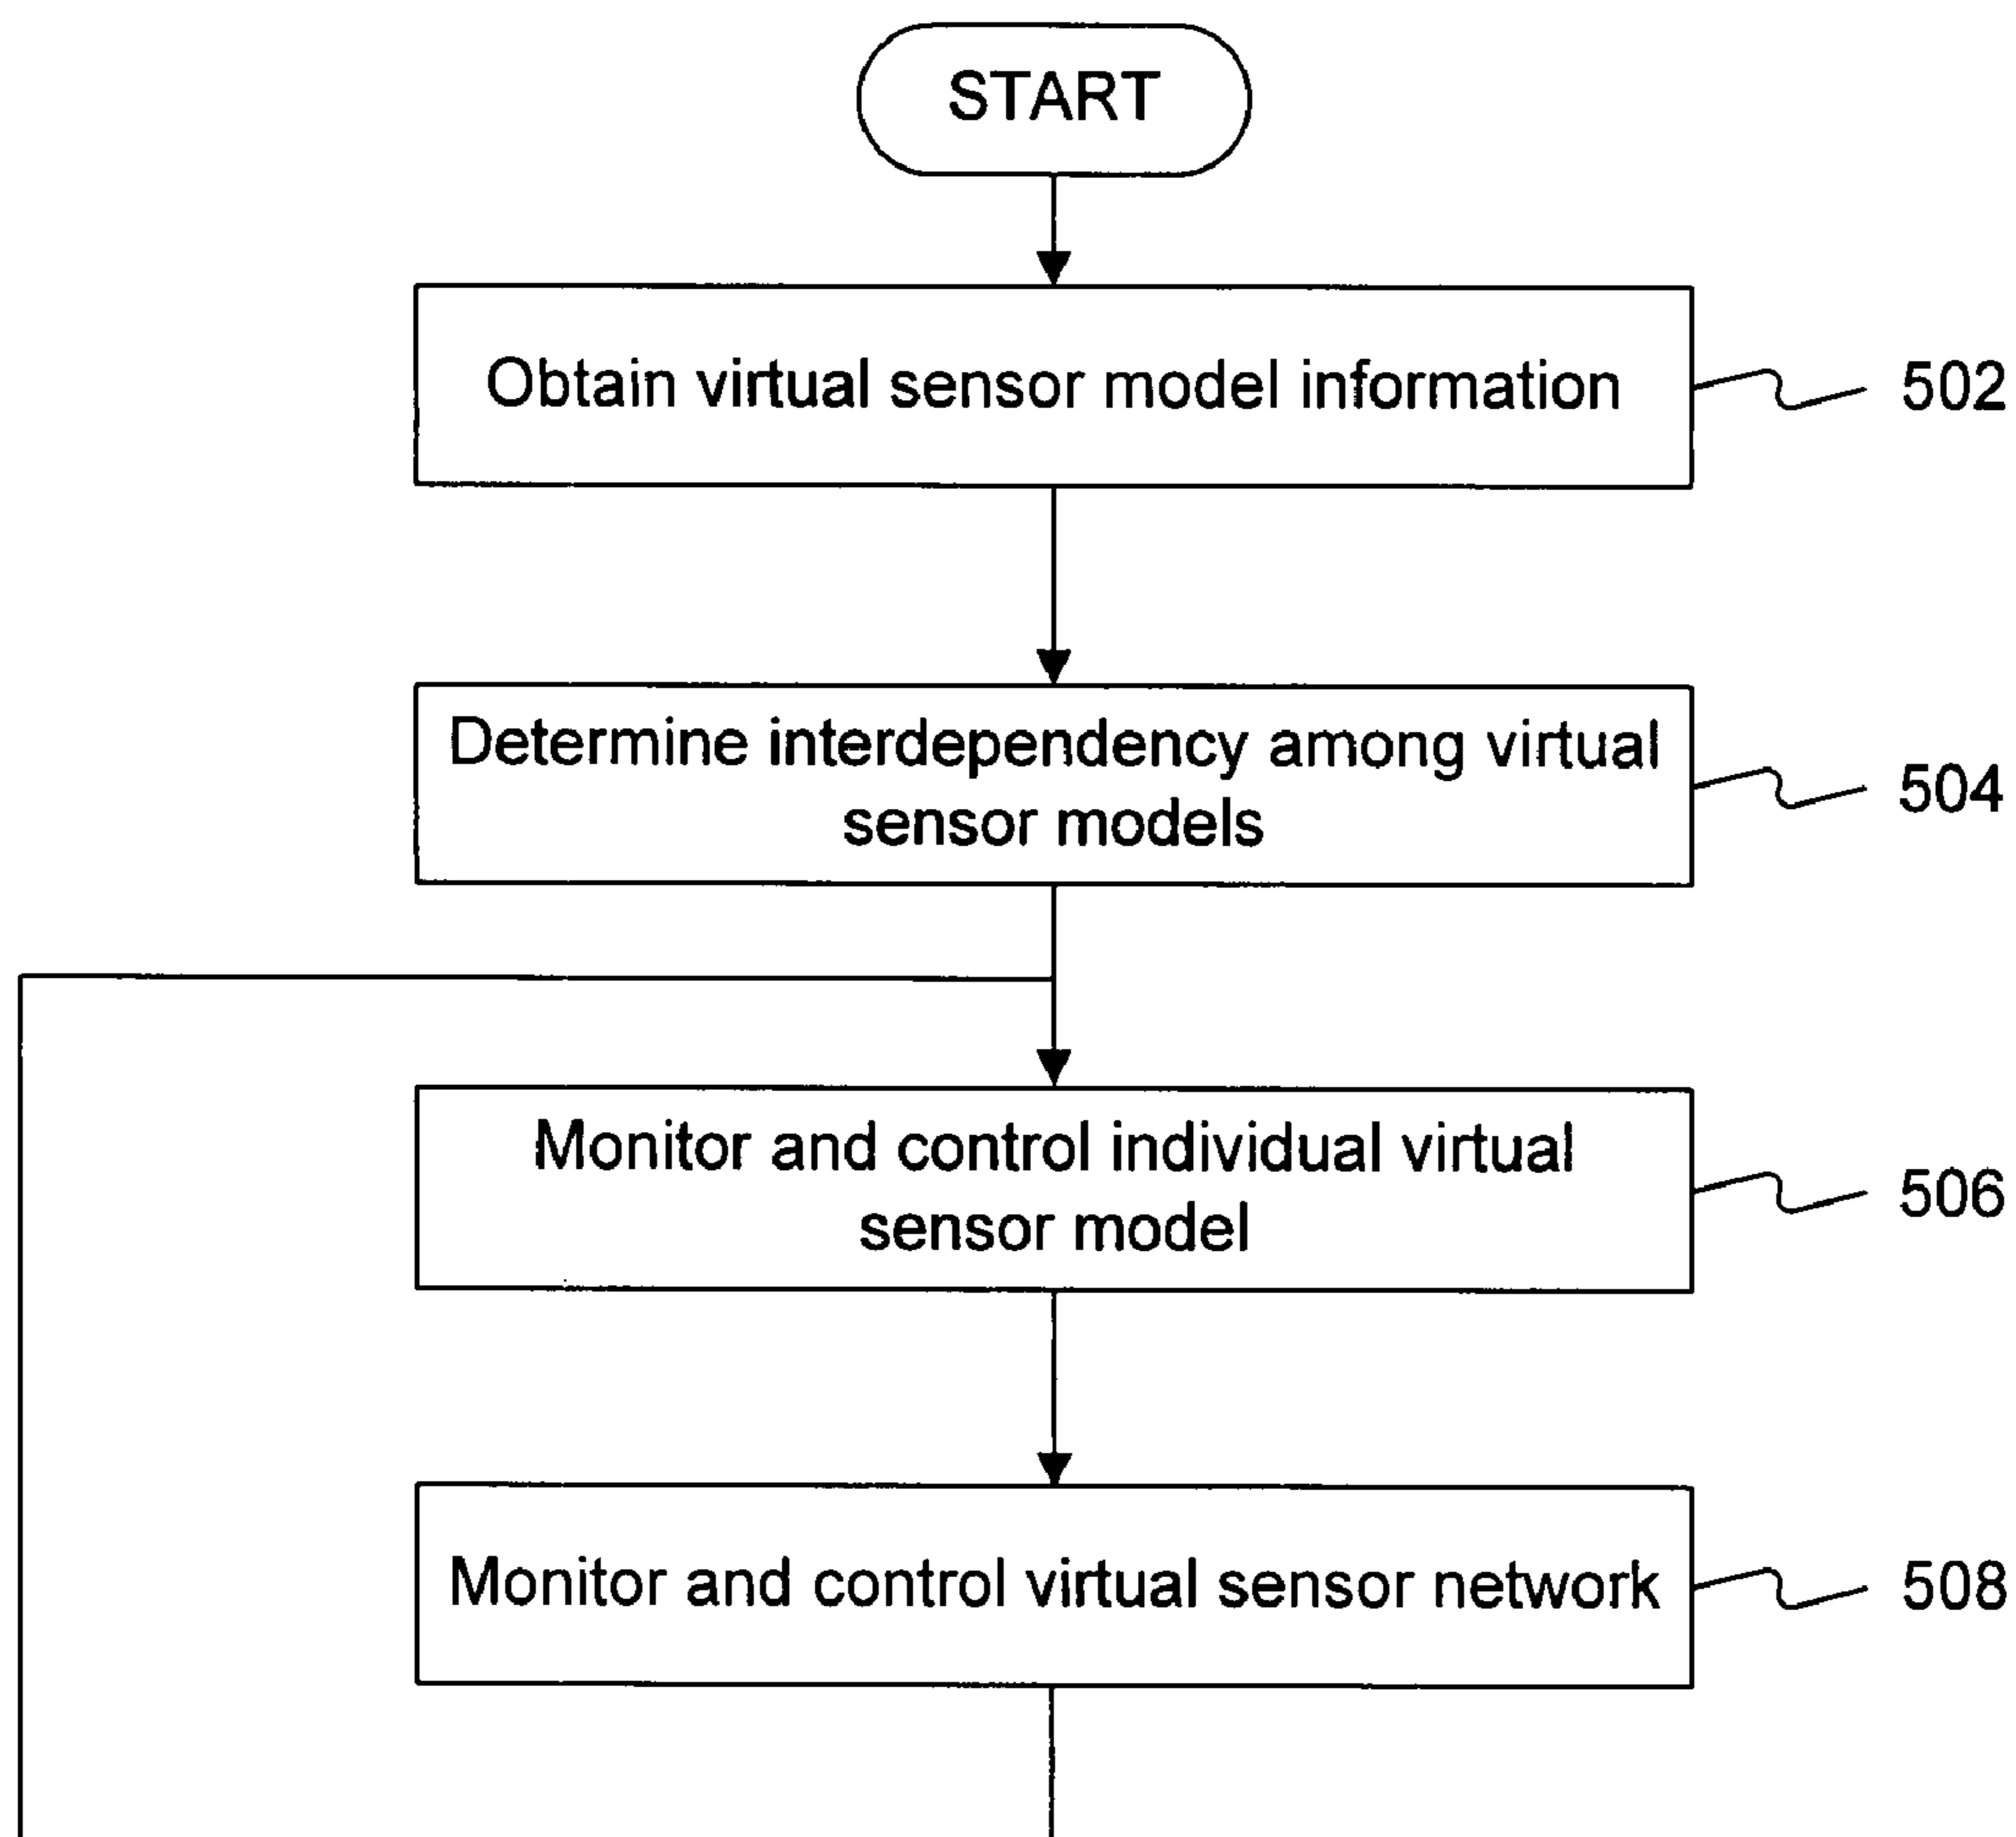 START
Obtain virtual sensor model information
502
Determine interdependency among virtual
sensor models
504
Monitor and control individual virtual
sensor model
506
Monitor and control virtual sensor network
508